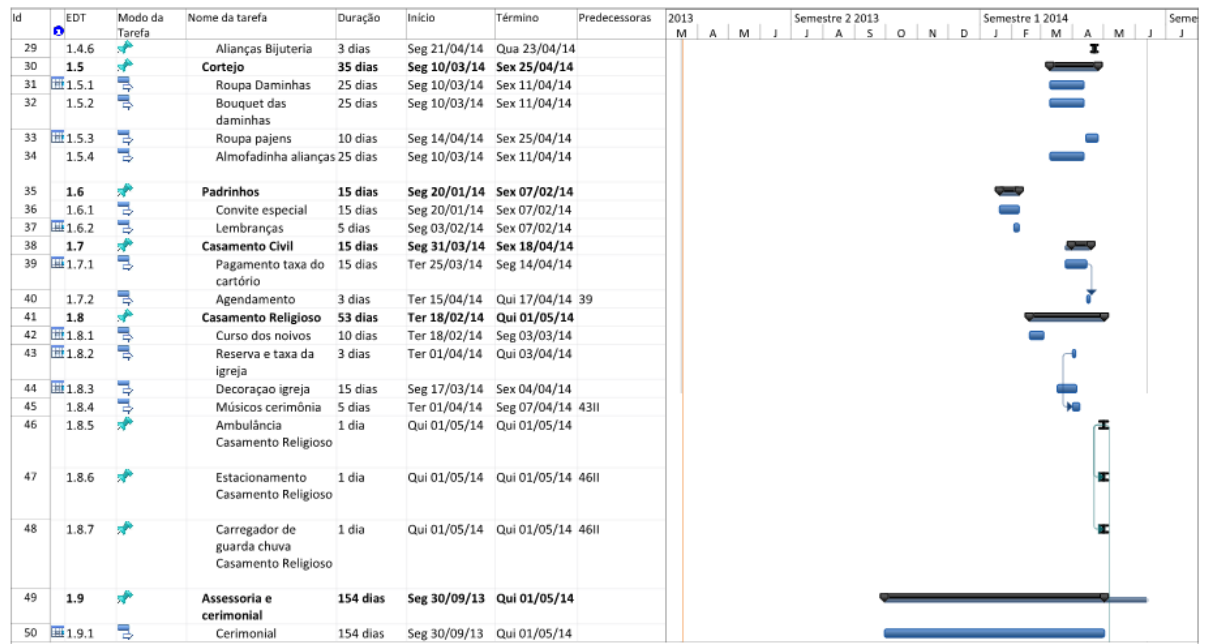 Id EDT Modo da Tarefa Nome da tarefa Duração Início Término Predecessoras
2013 Semestre 2 2013 Semestre 1 2014 Seme
M A M J J A S O N D J F M A M J J
29 1.4.6 Alianças Bijuteria 3 dias Seg 21/04/14 Qua 23/04/14
30 1.5 Cortejo 35 dias Seg 10/03/14 Sex 25/04/14
31 1.5.1 Roupa Daminhas 25 dias Seg 10/03/14 Sex 11/04/14
32 1.5.2 Bouquet das 25 dias Seg 10/03/14 Sex 11/04/14
daminhas
33 1.5.3 Roupa pajens 10 dias Seg 14/04/14 Sex 25/04/14
34 1.5.4 Almofadinha alianças 25 dias Seg 10/03/14 Sex 11/04/14
35 1.6 Padrinhos 15 dias Seg 20/01/14 Sex 07/02/14
36 1.6.1 Convite especial 15 dias Seg 20/01/14 Sex 07/02/14
37 1.6.2 Lembranças 5 dias Seg 03/02/14 Sex 07/02/14
38 1.7 Casamento Civil 15 dias Seg 31/03/14 Sex 18/04/14
39 1.7.1 Pagamento taxa do 15 dias Ter 25/03/14 Seg 14/04/14
cartório
40 1.7.2 Agendamento 3 dias Ter 15/04/14 Qui 17/04/14 39
41 1.8 Casamento Religioso 53 dias Ter 18/02/14 Qui 01/05/14
42 1.8.1 Curso dos noivos 10 dias Ter 18/02/14 Seg 03/03/14
43 1.8.2 Reserva e taxa da 3 dias Ter 01/04/14 Qui 03/04/14
igreja
44 1.8.3 Decoraçao igreja 15 dias Seg 17/03/14 Sex 04/04/14
45 1.8.4 Músicos cerimônia 5 dias Ter 01/04/14 Seg 07/04/14 43II
46 1.8.5 Ambulância 1 dia Qui 01/05/14 Qui 01/05/14
Casamento Religioso
47 1.8.6 Estacionamento 1 dia Qui 01/05/14 Qui 01/05/14 46II
Casamento Religioso
48 1.8.7 Carregador de 1 dia Qui 01/05/14 Qui 01/05/14 46II
guarda chuva
Casamento Religioso
49 1.9 Assessoria e 154 dias Seg 30/09/13 Qui 01/05/14
cerimonial
50 1.9.1 Cerimonial 154 dias Seg 30/09/13 Qui 01/05/14